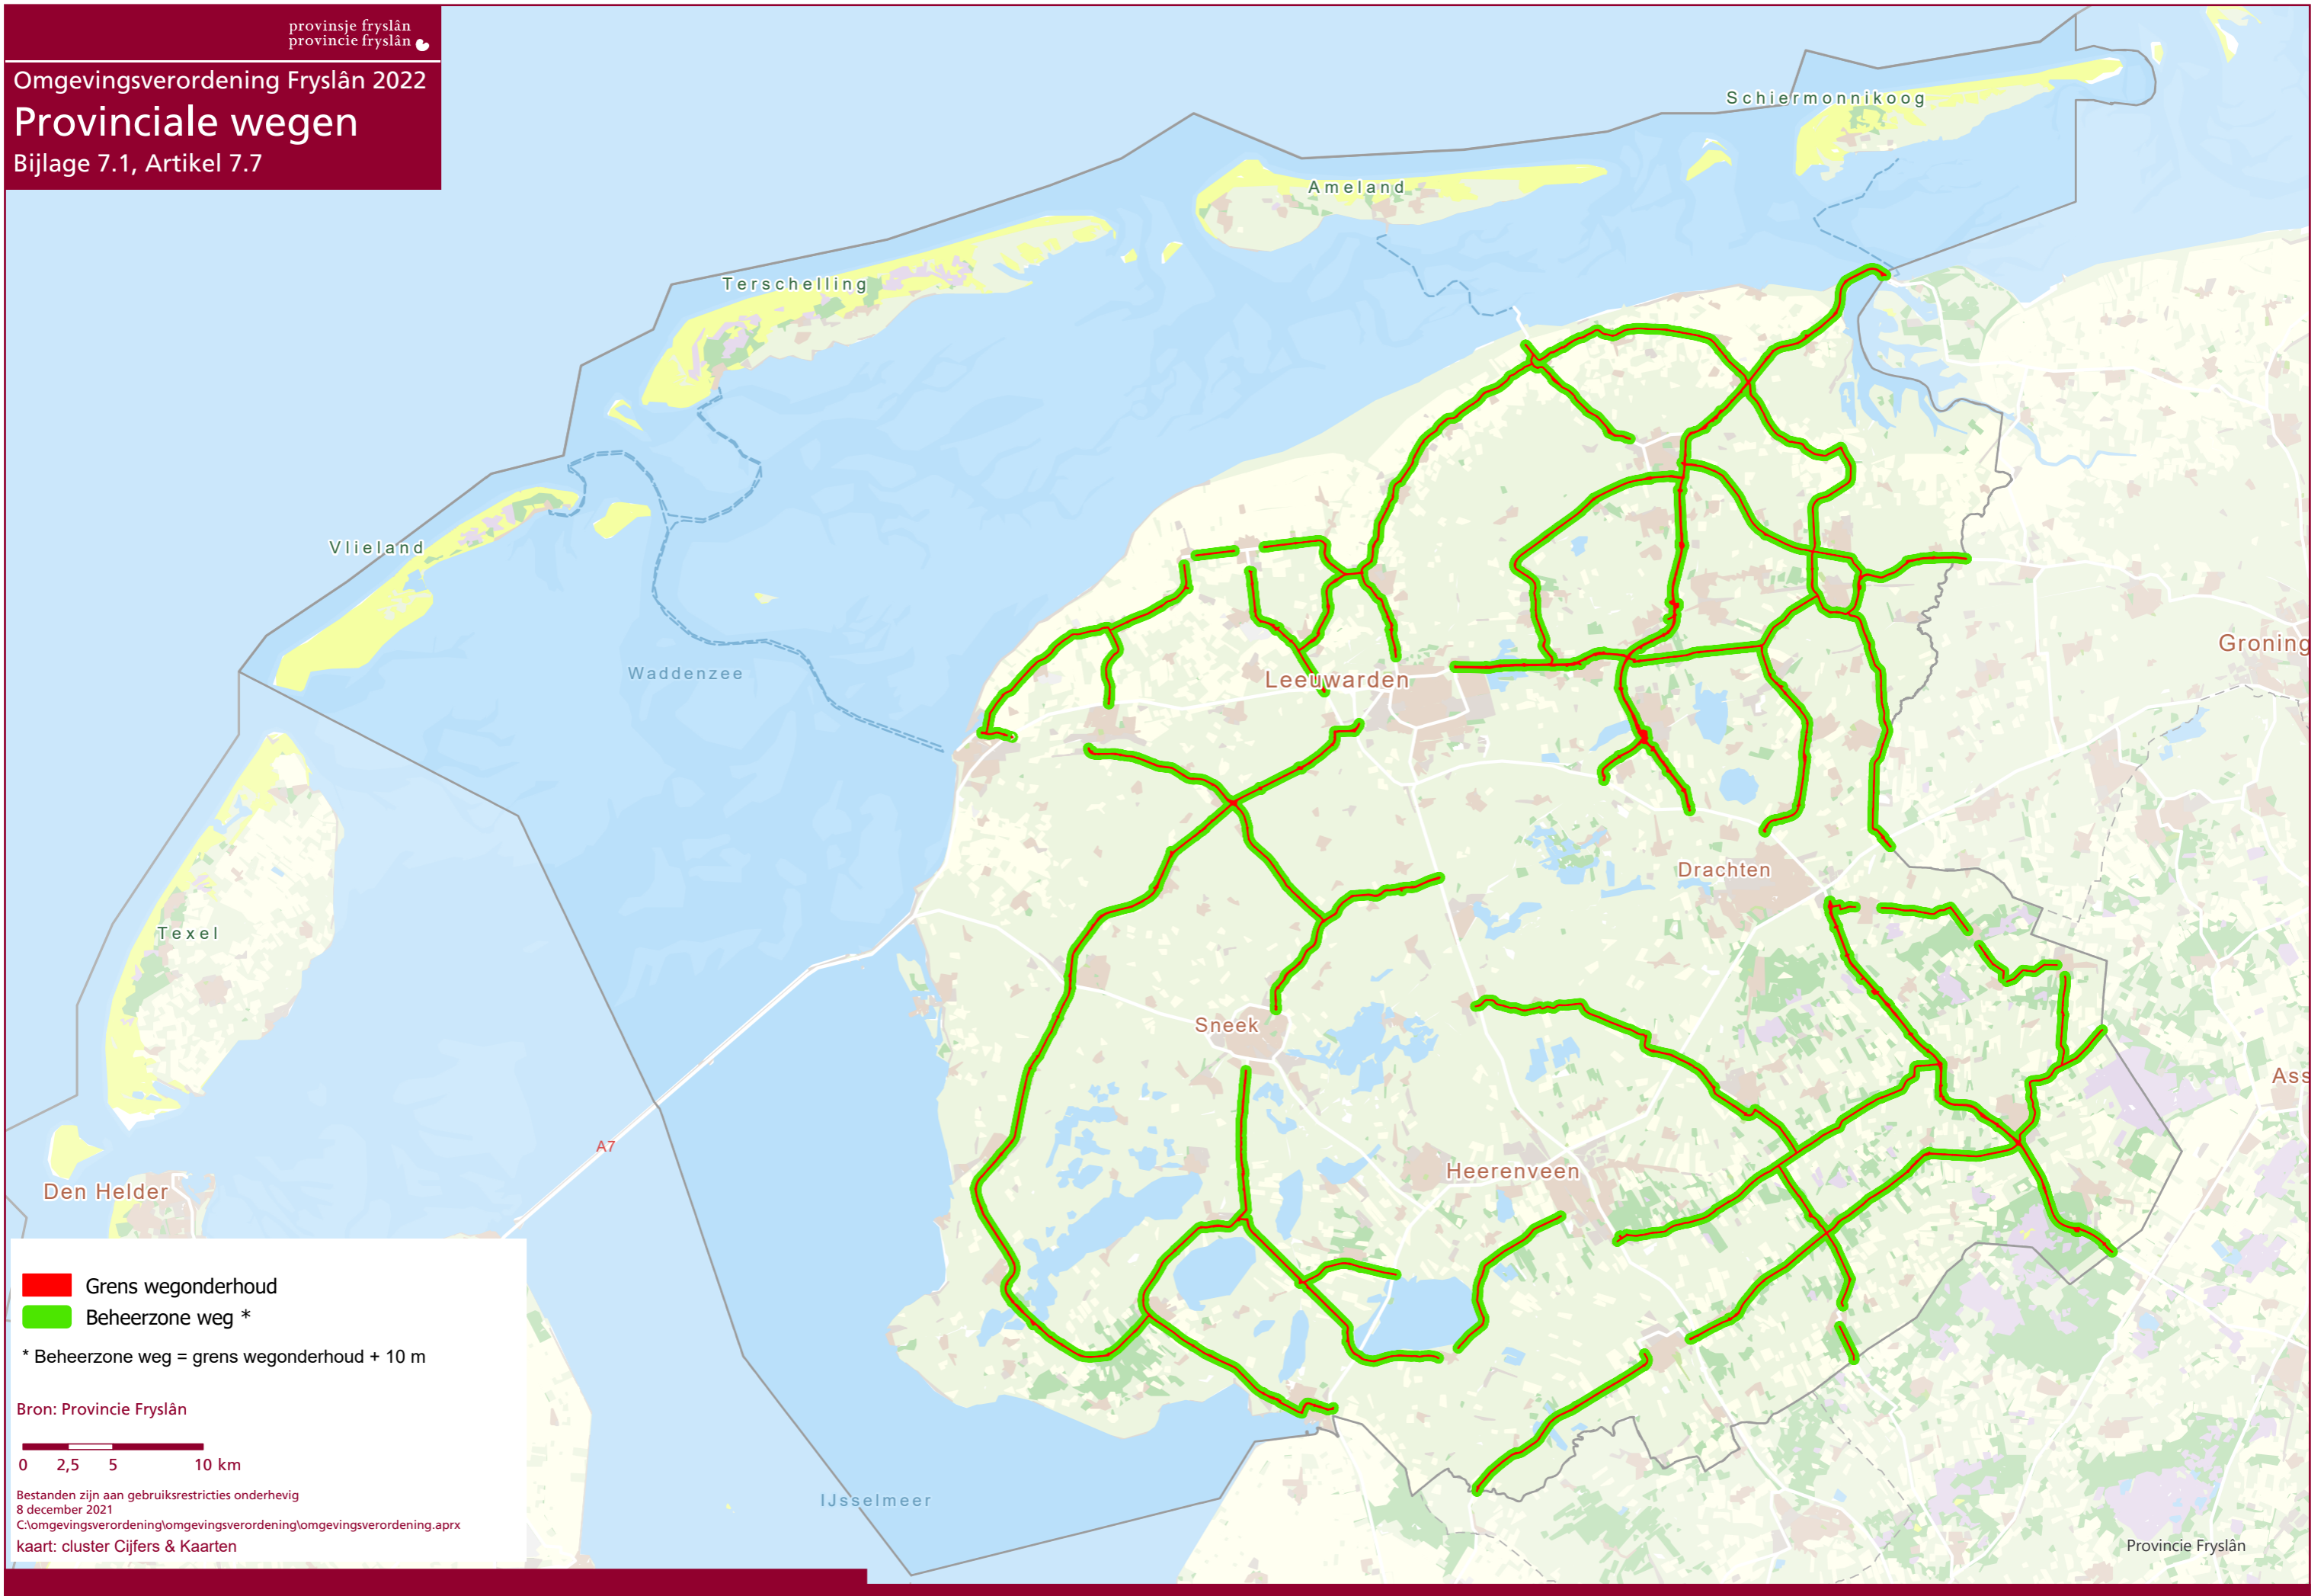 provinsje fryslân
provincie fryslân
Omgevingsverordening Fryslân 2022
Provinciale wegen
Bijlage 7.1, Artikel 7.7
Schiermonnikoog
Ameland
Terschelling
Vlieland
Waddenzee
Groning
Leeuwarden
Drachten
Texel
Sneek
Ass
A7
Heerenveen
Den Helder
Grens wegonderhoud
Beheerzone weg *
* Beheerzone weg = grens wegonderhoud + 10 m
Bron: Provincie Fryslân
0 2,5 5 10 km
Bestanden zijn aan gebruiksrestricties onderhevig
8 december 2021
C:\omgevingsverordening\omgevingsverordening\omgevingsverordening.aprx
kaart: cluster Cijfers & Kaarten
IJsselmeer
Provincie Fryslân